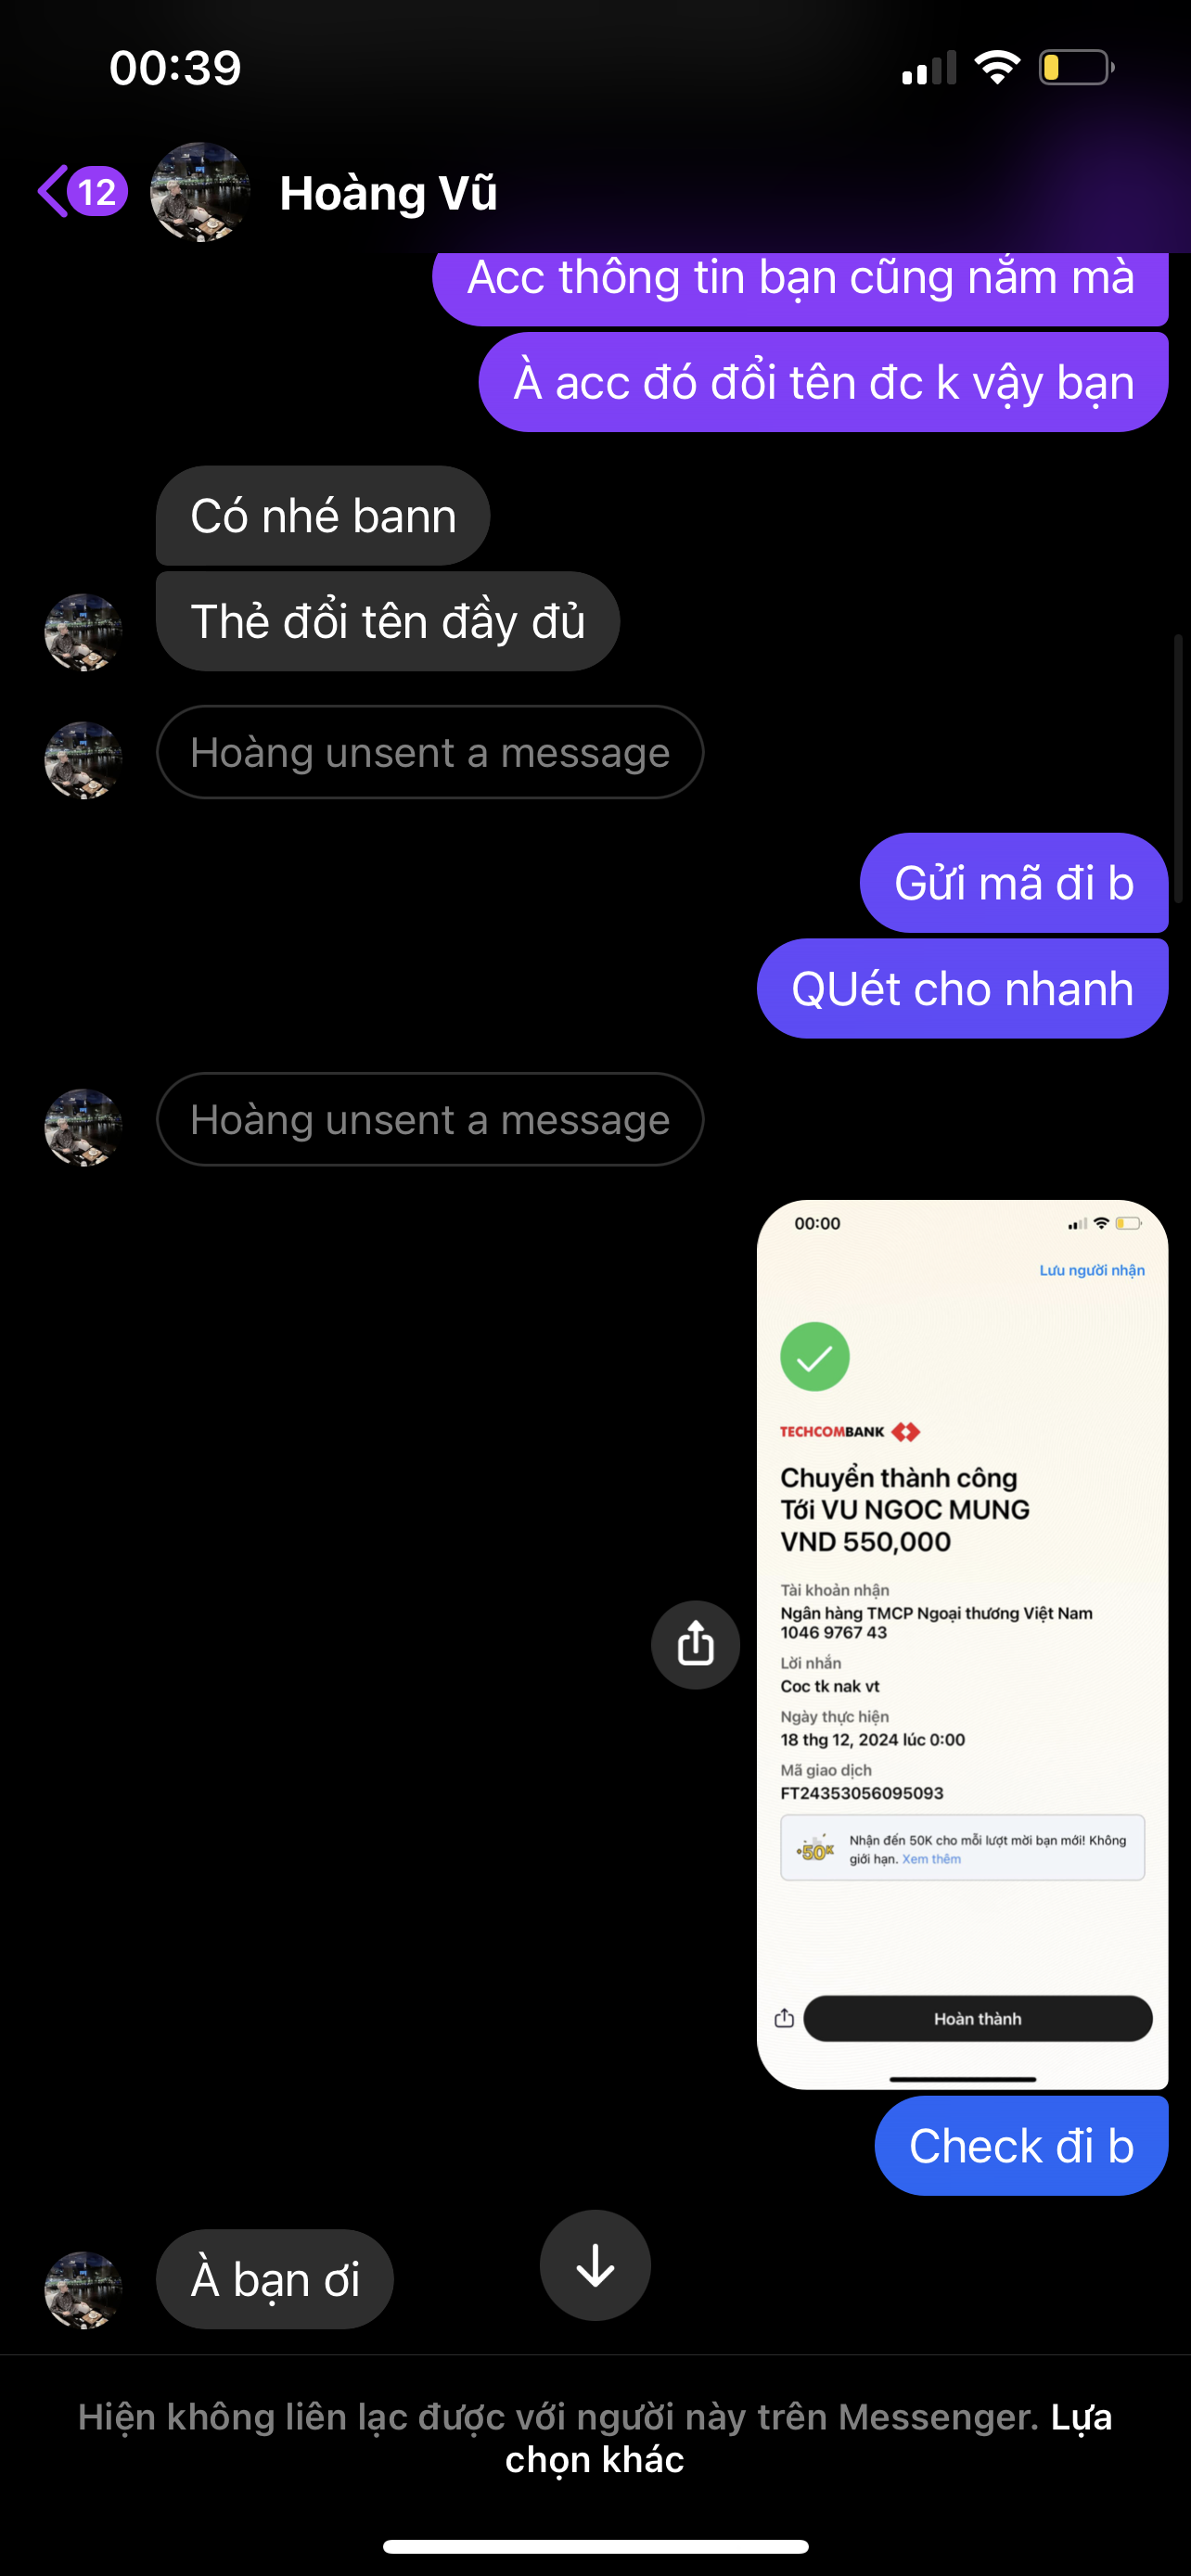 00:39
12
Hoàng Vũ
Acc thông tin bạn cũng nắm mà
À acc đó đổi tên đc k vậy bạn
Có nhé bann
Thẻ đổi tên đầy đủ
Hoàng unsent a message
Gửi mã đi b
QUét cho nhanh
Hoàng unsent a message
00:00
Lưu người nhận
TECHCOMBANK
Chuyển thành công
Tới VU NGOC MUNG
VND 550,000
Tài khoản nhận
Ngân hàng TMCP Ngoại thương Việt Nam
1046 9767 43
Lời nhắn
Coc tk nak vt
Ngày thực hiện
18 thg 12, 2024 lúc 0:00
Mã giao dịch
FT24353056095093
50K
Nhận đến 50K cho mỗi lượt mời bạn mới! Không
giới hạn. Xem thêm
Hoàn thành
Check đi b
À bạn ơi
Hiện không liên lạc được với người này trên Messenger. Lựa
chọn khác